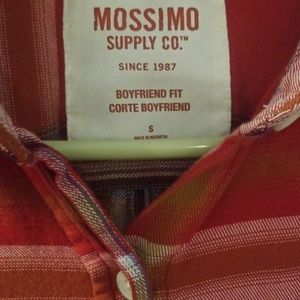 MOSSIMO
SUPPLY CO.™
SINCE 1987
BOYFRIEND FIT
CORTE BOYFRIEND
S
MADE IN INDONESIA